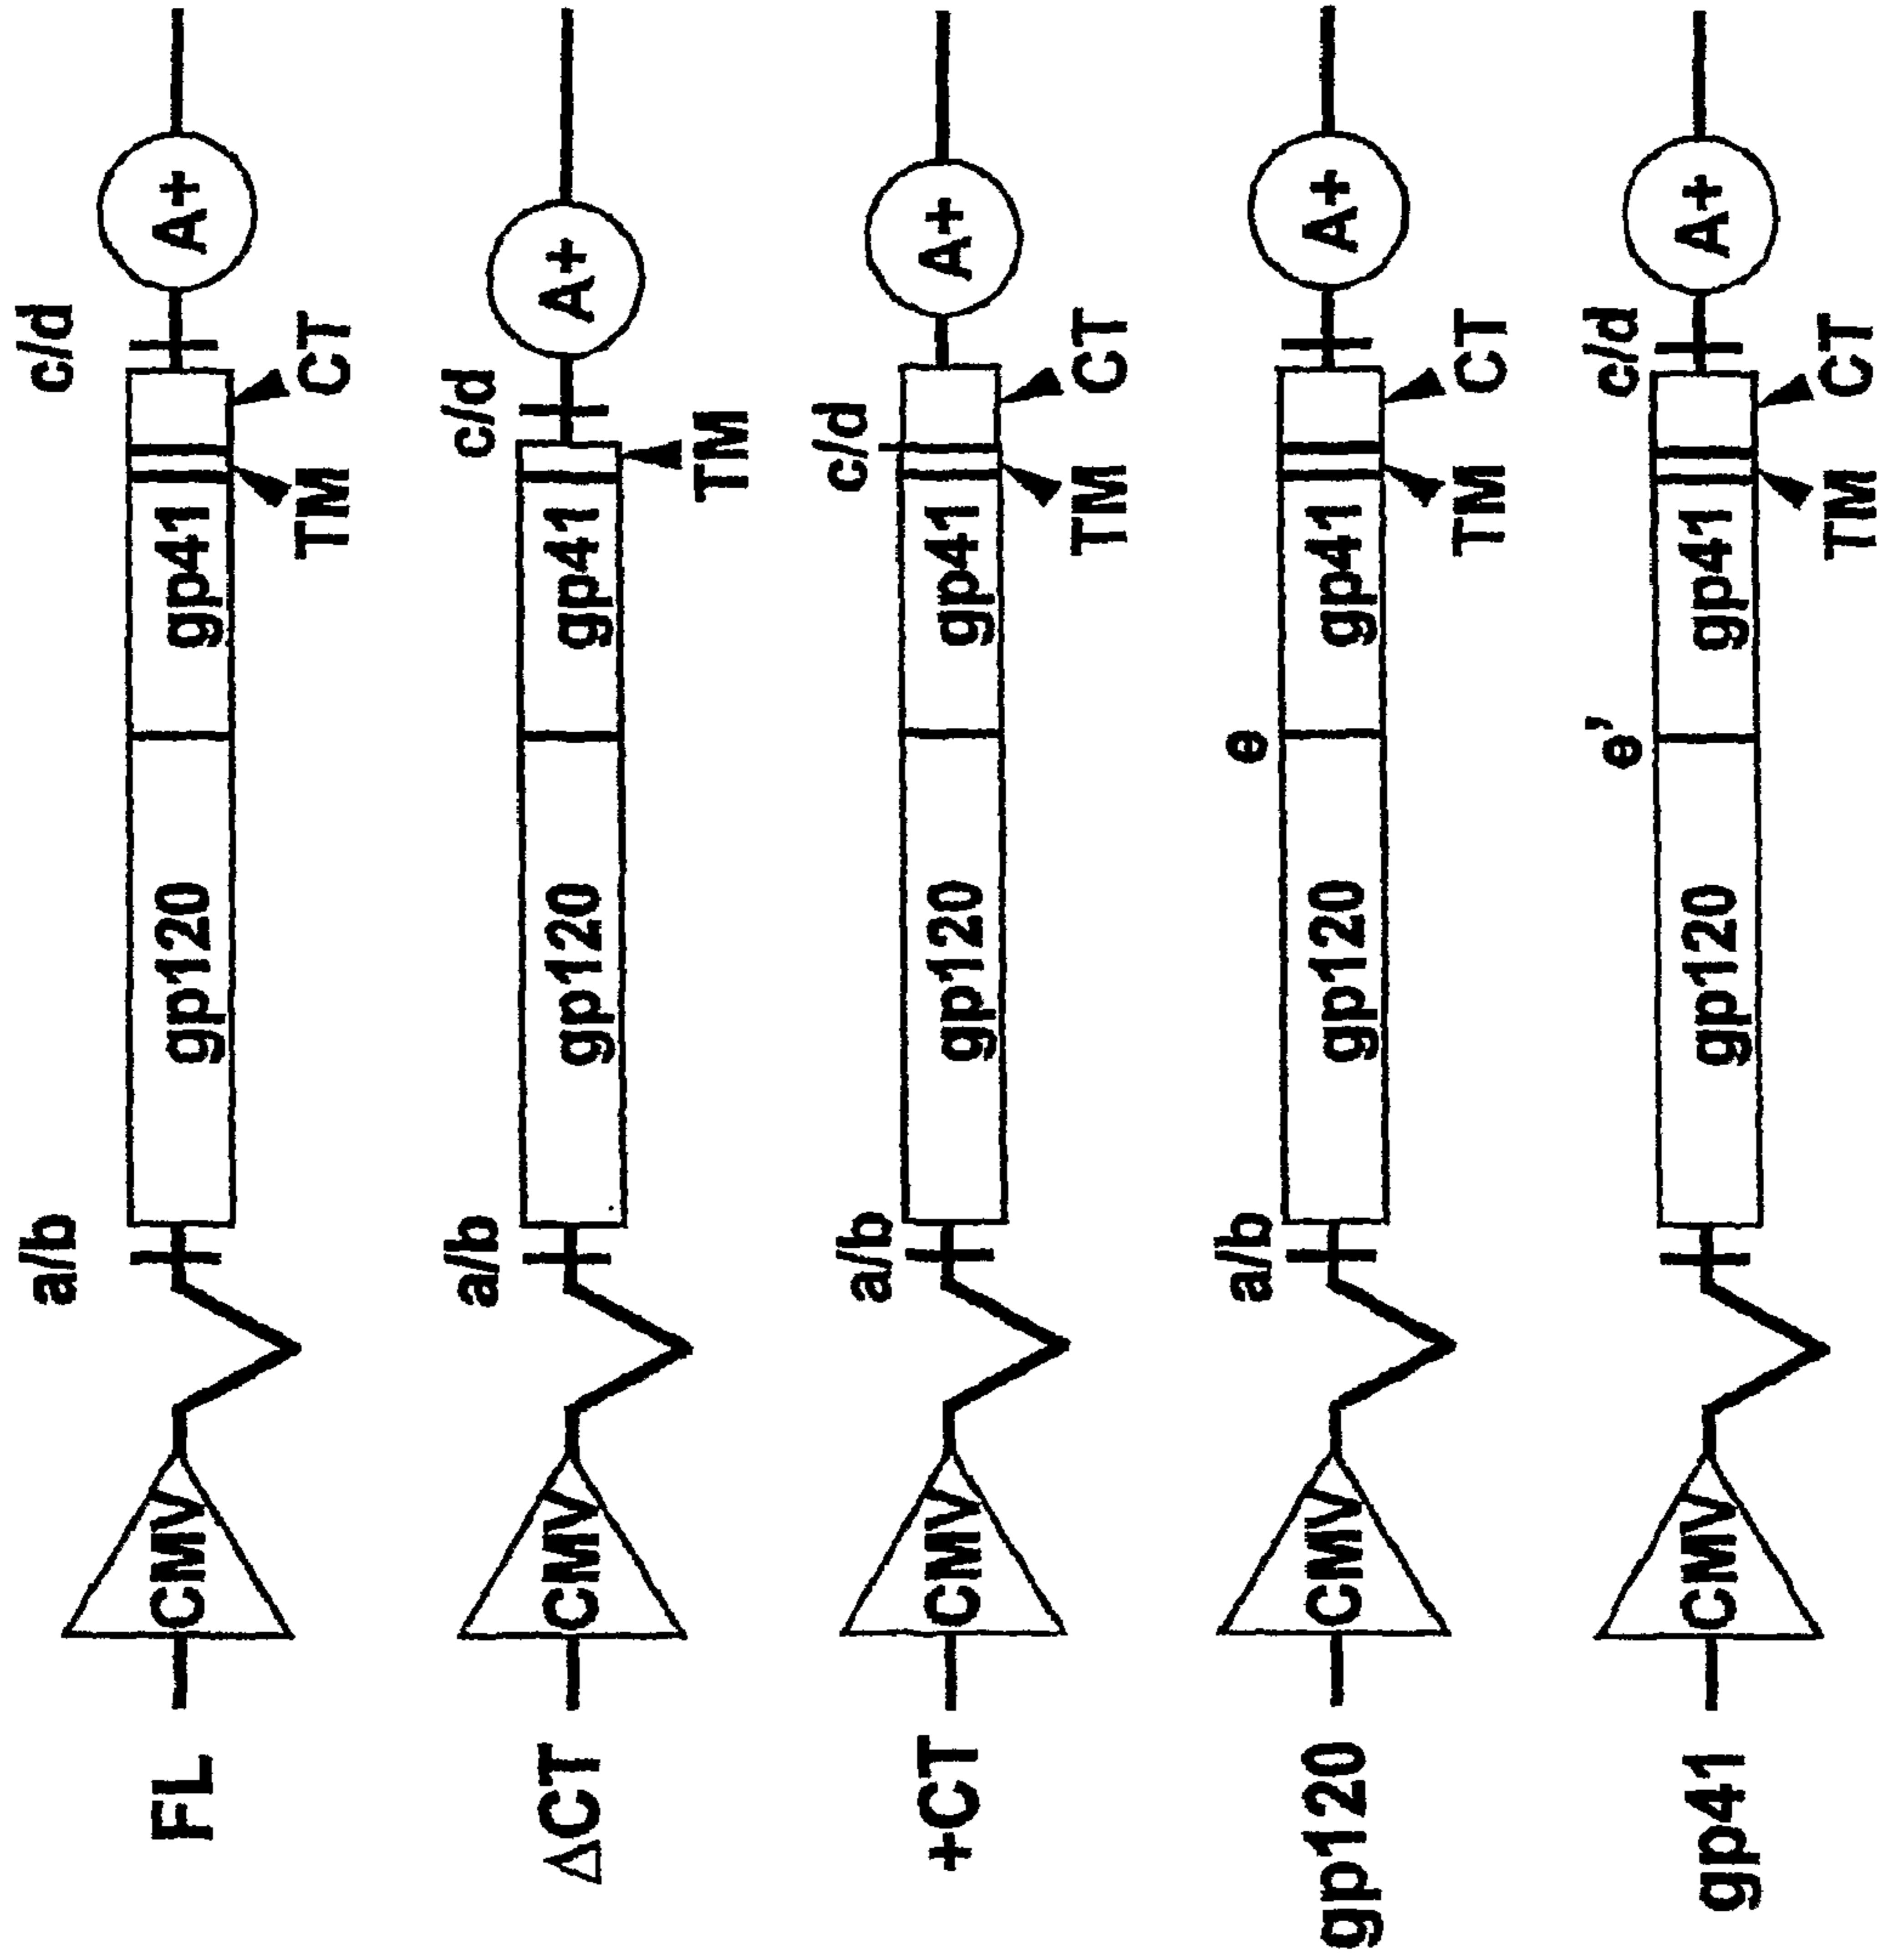 FL CMV a/b gp120 gp41 c/d A+
TM CT
ΔCT CMV a/b gp120 gp41 c/d A+
TM
+CT CMV a/b gp120 gp41 c/d A+
TM CT
gp120 CMV a/b gp120 e gp41 A+
TM CT
gp41 CMV gp120 e' gp41 c/d A+
TM CT